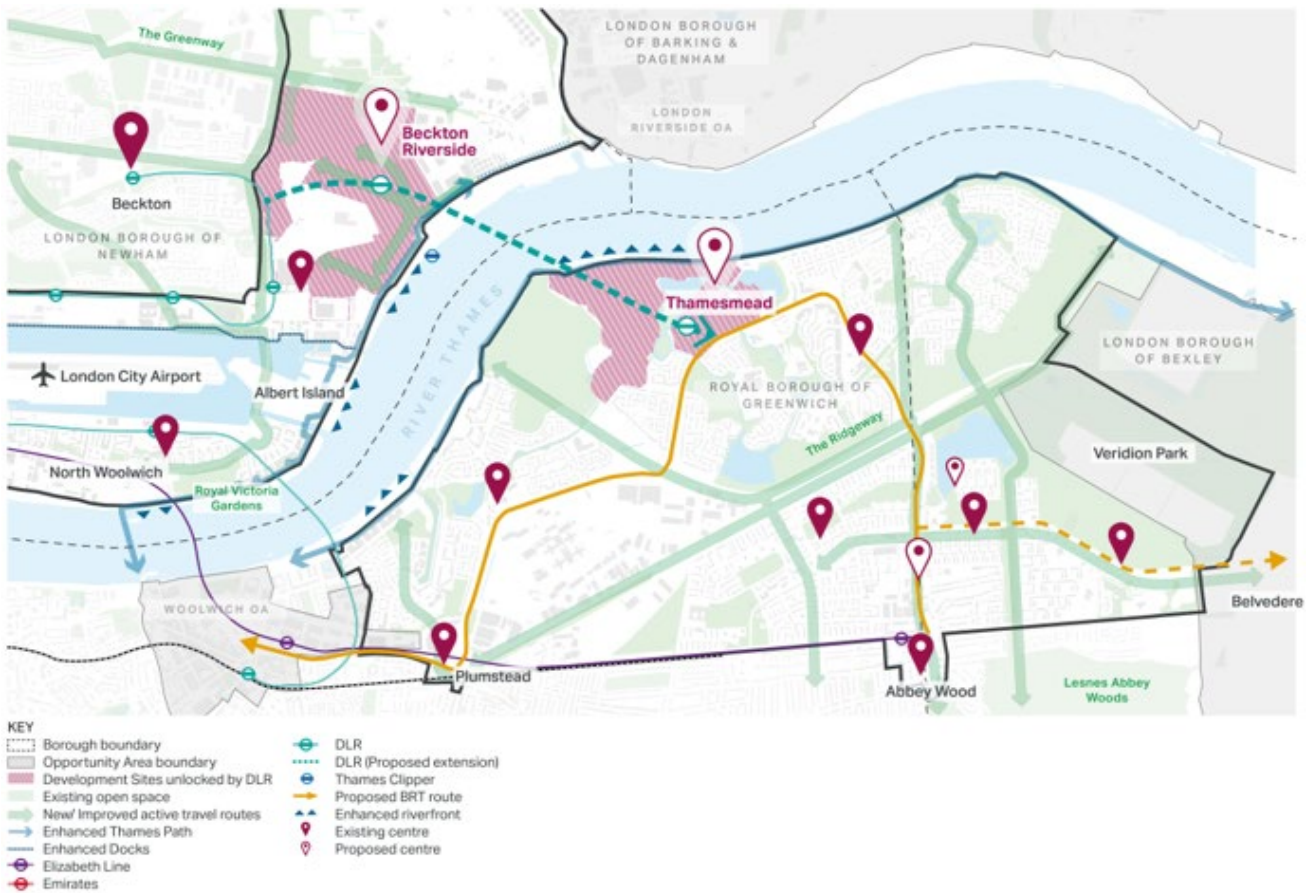 The Greenway
LONDON BOROUGH
OF BARKING &
DAGENHAM
LONDON
RIVERSIDE OA
Beckton
Riverside
Beckton
LONDON BOROUGH OF
NEWHAM
Thamesmead
LONDON BOROUGH
OF BEXLEY
London City Airport
Albert Island
RIVER THAMES
ROYAL BOROUGH OF
GREENWICH
The Ridgeway
Veridion Park
North Woolwich
Royal Victoria
Gardens
WOOLWICH OA
Belvedere
Plumstead
Abbey Wood
Lesnes Abbey
Woods
KEY
Borough boundary
Opportunity Area boundary
Development Sites unlocked by DLR
Existing open space
New/ Improved active travel routes
Enhanced Thames Path
Enhanced Docks
Elizabeth Line
Emirates
DLR
DLR (Proposed extension)
Thames Clipper
Proposed BRT route
Enhanced riverfront
Existing centre
Proposed centre